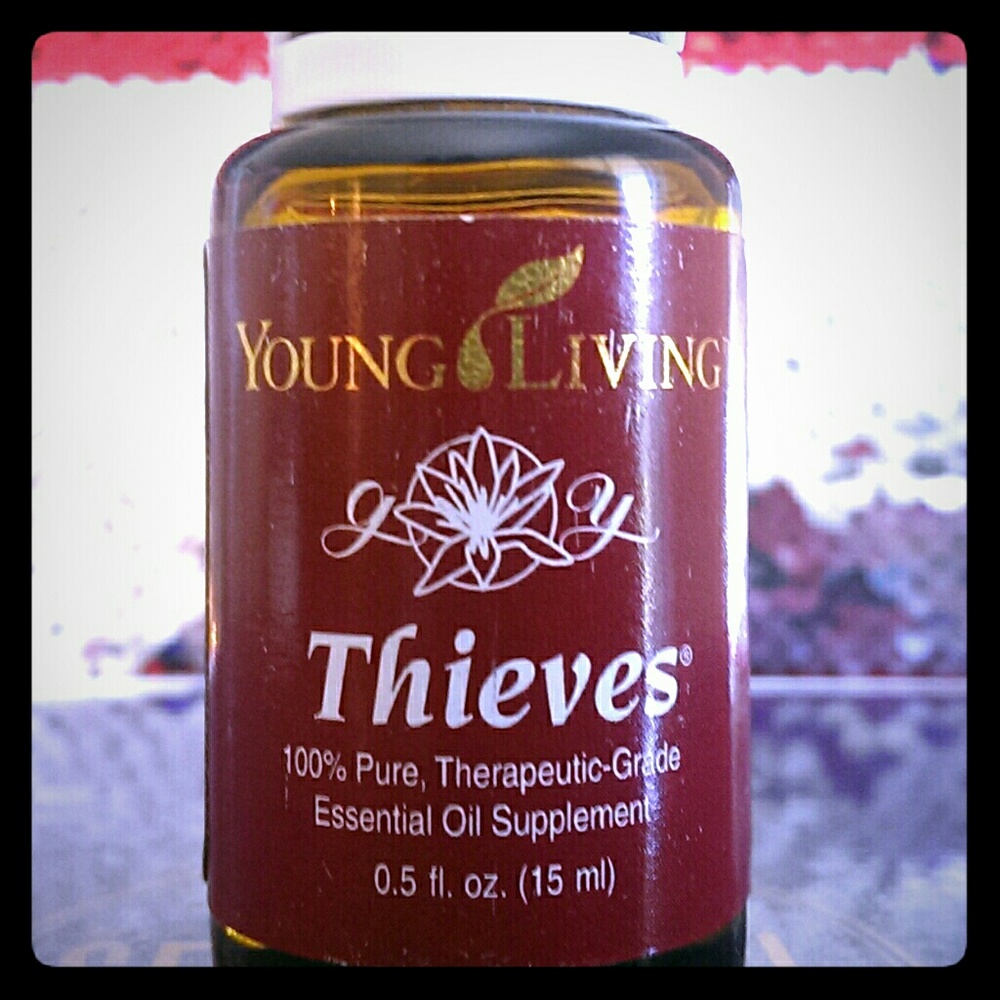 YOUNG LIVING
y Y
Thieves®
100% Pure, Therapeutic-Grade
Essential Oil Supplement
0.5 fl. oz. (15 ml)